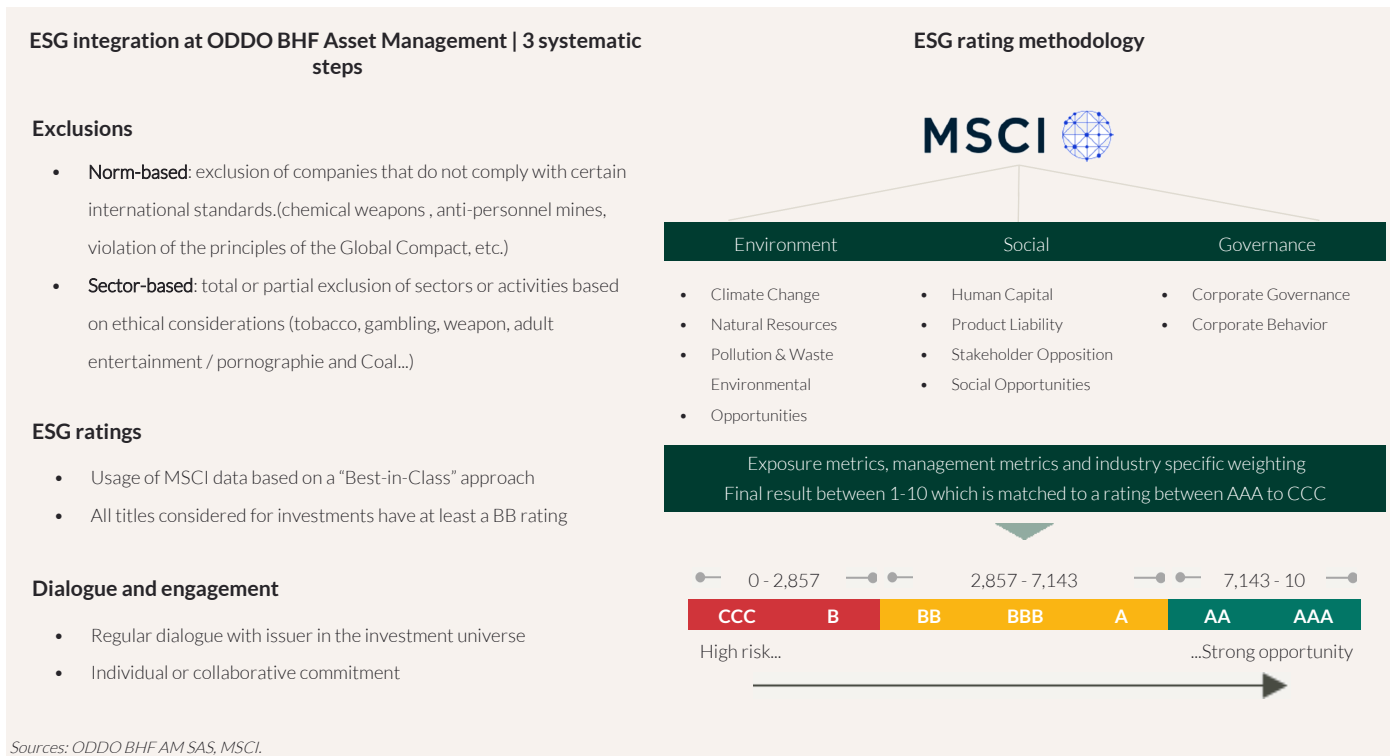 ESG integration at ODDO BHF Asset Management | 3 systematic
steps
Exclusions
• Norm-based: exclusion of companies that do not comply with certain
international standards.(chemical weapons , anti-personnel mines,
violation of the principles of the Global Compact, etc.)
• Sector-based: total or partial exclusion of sectors or activities based
on ethical considerations (tobacco, gambling, weapon, adult
entertainment / pornographie and Coal...)
ESG ratings
• Usage of MSCI data based on a “Best-in-Class” approach
• All titles considered for investments have at least a BB rating
Dialogue and engagement
• Regular dialogue with issuer in the investment universe
• Individual or collaborative commitment
ESG rating methodology
MSCI
Environment Social Governance
• Climate Change
• Natural Resources
• Pollution & Waste
Environmental
• Opportunities
• Human Capital
• Product Liability
• Stakeholder Opposition
• Social Opportunities
• Corporate Governance
• Corporate Behavior
Exposure metrics, management metrics and industry specific weighting
Final result between 1-10 which is matched to a rating between AAA to CCC
0 - 2,857 2,857 - 7,143 7,143 - 10
CCC B BB BBB A AA AAA
High risk... ...Strong opportunity
Sources: ODDO BHF AM SAS, MSCI.